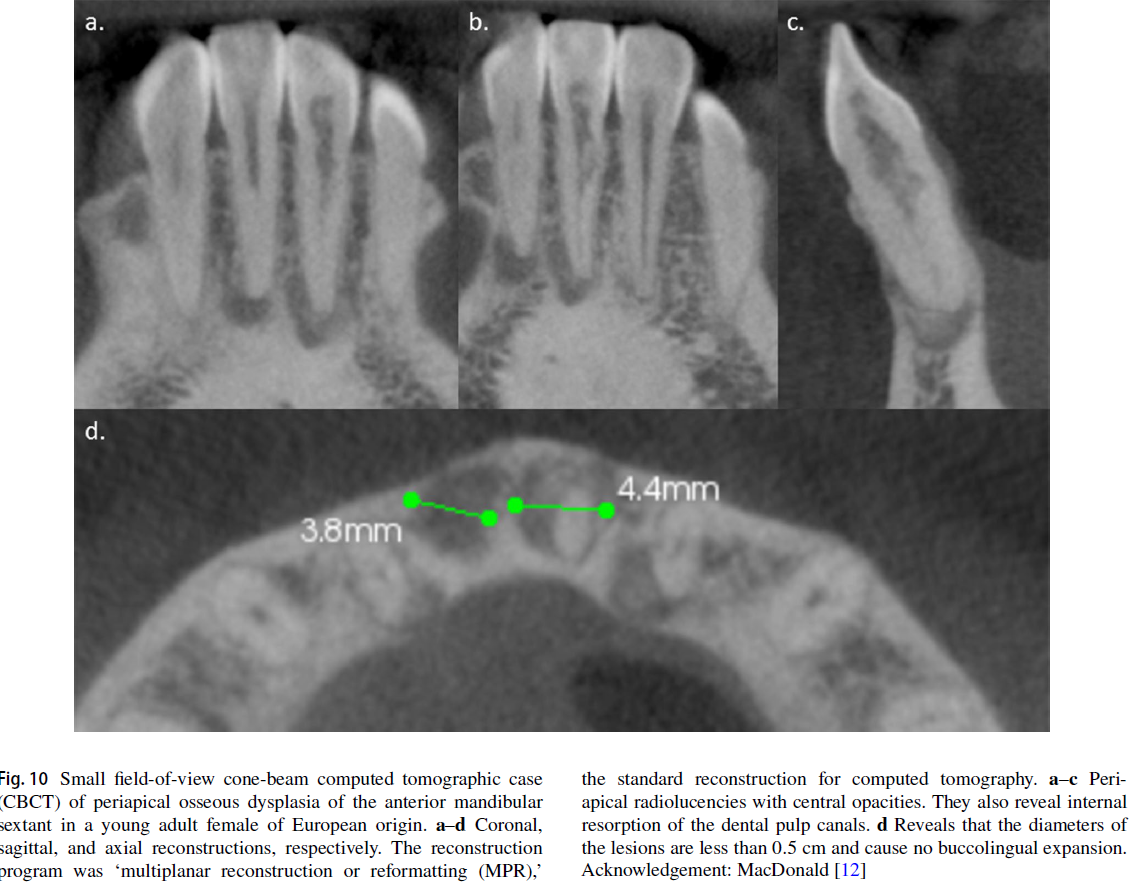 a.
b.
c.
d.
3.8mm
4.4mm
Fig. 10 Small field-of-view cone-beam computed tomographic case
(CBCT) of periapical osseous dysplasia of the anterior mandibular
sextant in a young adult female of European origin. a–d Coronal,
sagittal, and axial reconstructions, respectively. The reconstruction
program was ‘multiplanar reconstruction or reformatting (MPR),’
the standard reconstruction for computed tomography. a–c Peri-
apical radiolucencies with central opacities. They also reveal internal
resorption of the dental pulp canals. d Reveals that the diameters of
the lesions are less than 0.5 cm and cause no buccolingual expansion.
Acknowledgement: MacDonald [12]